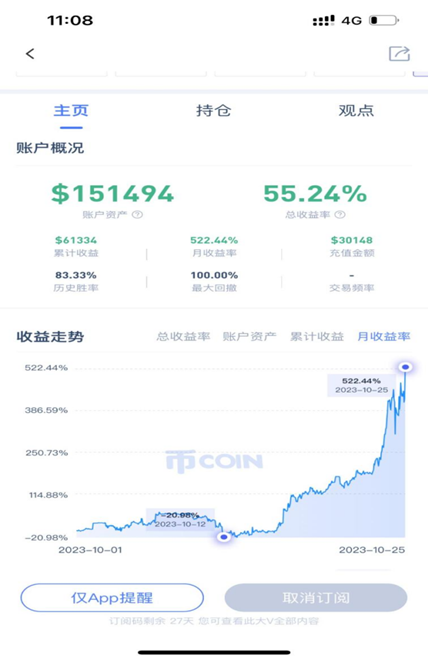 11:08 4G
主页 持仓 观点
账户概况
$151494 55.24%
账户资产 ? 总收益率 ?
$61334 522.44% $30148
累计收益 月收益率 充值金额
83.33% 100.00% -
历史胜率 最大回撤 交易频率
收益走势 总收益率 账户资产 累计收益 月收益率
522.44%
522.44%
2023-10-25
386.59%
250.73%
币COIN
114.88%
-20.98%
2023-10-12
-20.98%
2023-10-01 2023-10-25
仅App提醒 取消订阅
订阅码剩余 27天 您可查看此大V全部内容